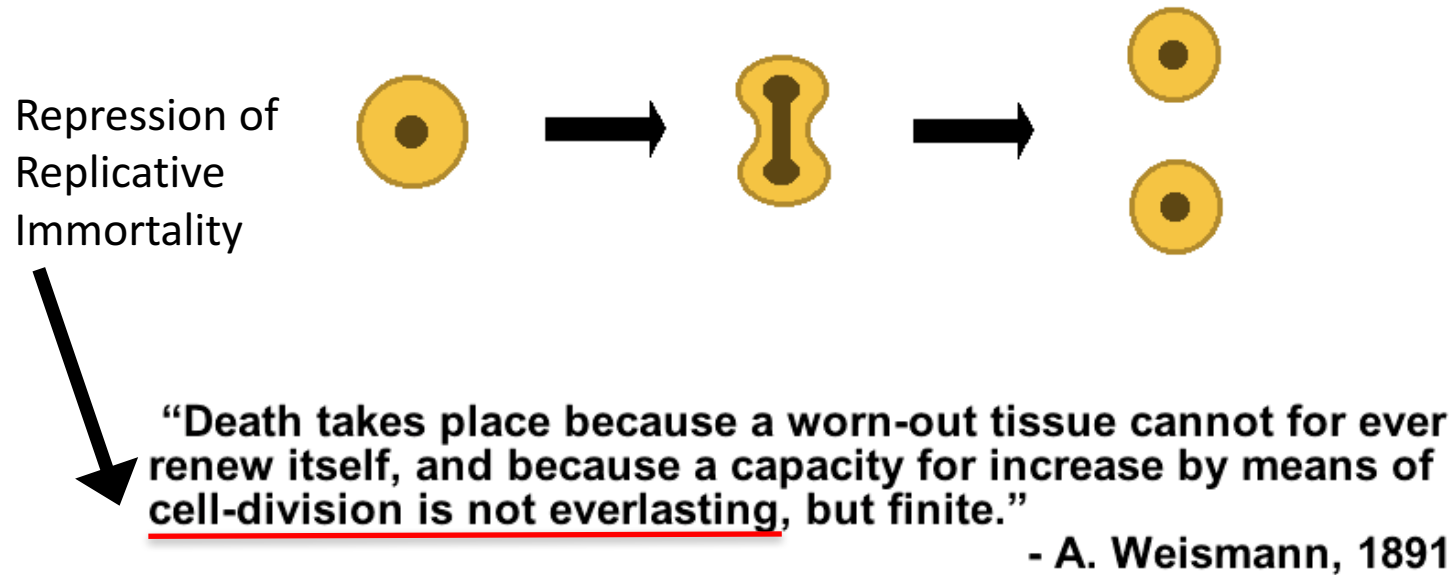 Repression of
Replicative
Immortality
“Death takes place because a worn-out tissue cannot for ever
renew itself, and because a capacity for increase by means of
cell-division is not everlasting, but finite.”
- A. Weismann, 1891